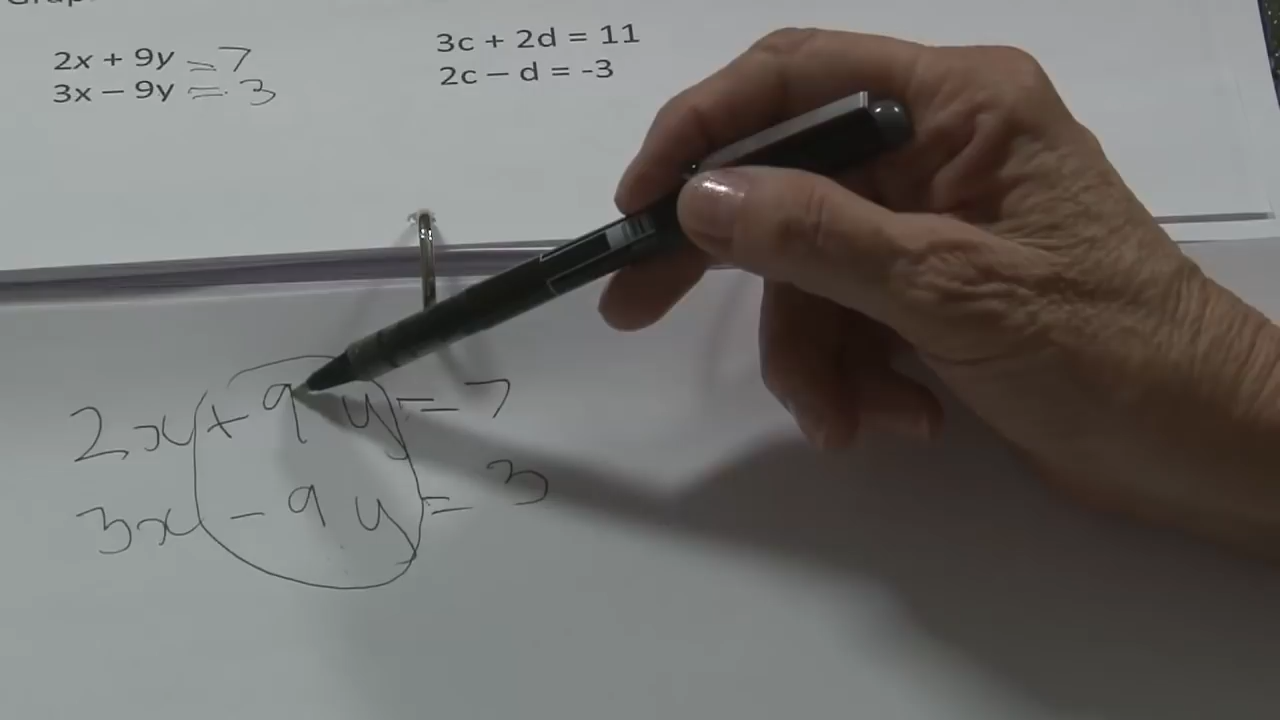 2x + 9y = 7
3x – 9y = 3
3c + 2d = 11
2c – d = -3
2x + 9y = 7
3x - 9y = 3